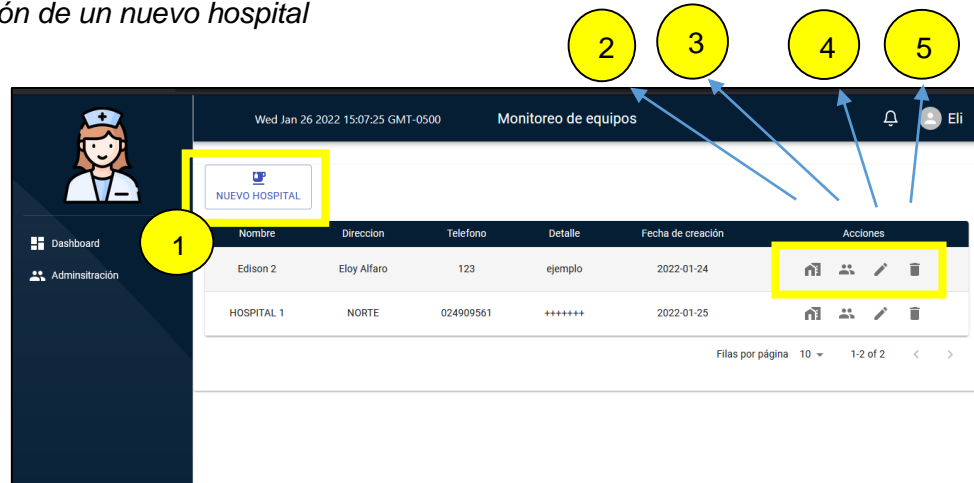 ón de un nuevo hospital
2 3 4 5
Wed Jan 26 2022 15:07:25 GMT-0500 Monitoreo de equipos Eli
NUEVO HOSPITAL
1
Dashboard
Adminsitración
Nombre Direccion Telefono Detalle Fecha de creación Acciones
Edison 2 Eloy Alfaro 123 ejemplo 2022-01-24
HOSPITAL 1 NORTE 024909561 +++++++ 2022-01-25
Filas por página 10 1-2 of 2